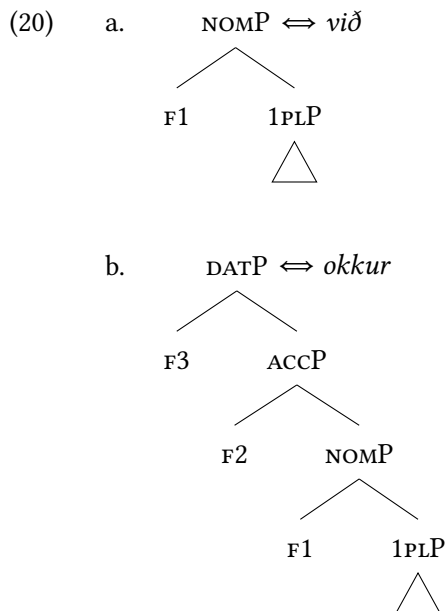 (20) a. NOMP ⇔ við
F1 1PLP
b. DATP ⇔ okkur
F3 ACCP
F2 NOMP
F1 1PLP